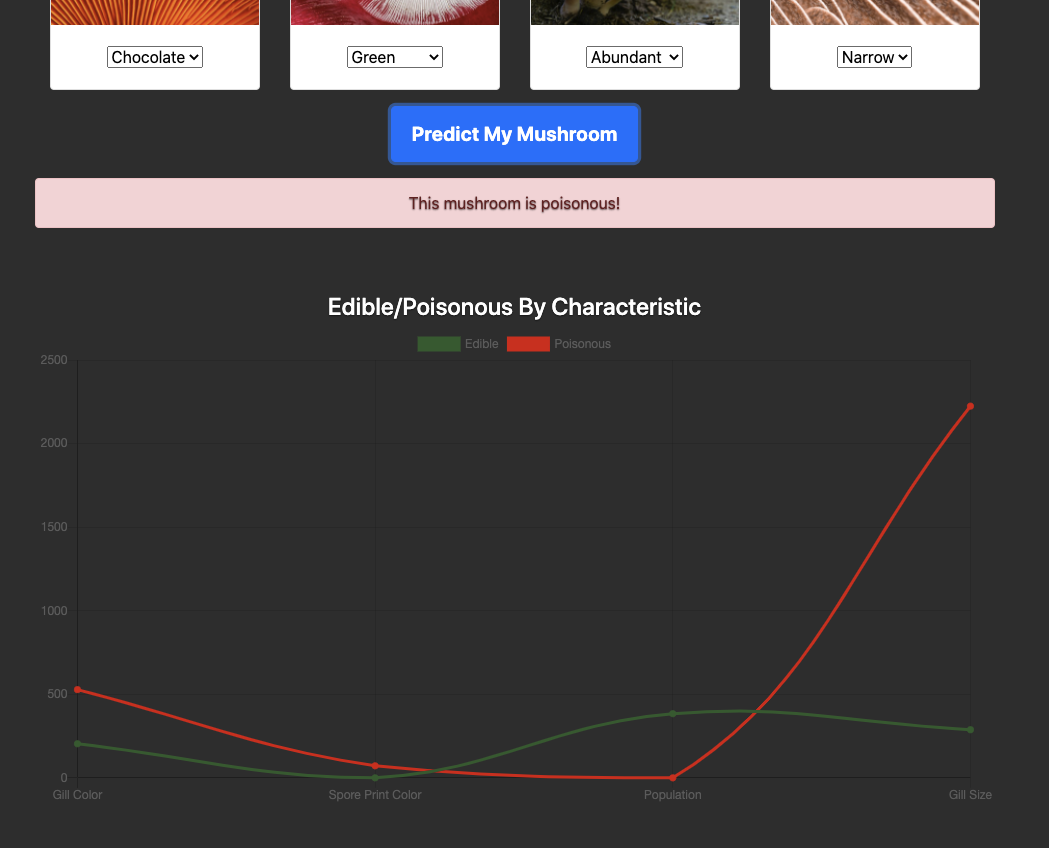 Chocolate Green Abundant Narrow
Predict My Mushroom
This mushroom is poisonous!
Edible/Poisonous By Characteristic
Edible Poisonous
2500
2000
1500
1000
500
0
Gill Color Spore Print Color Population Gill Size